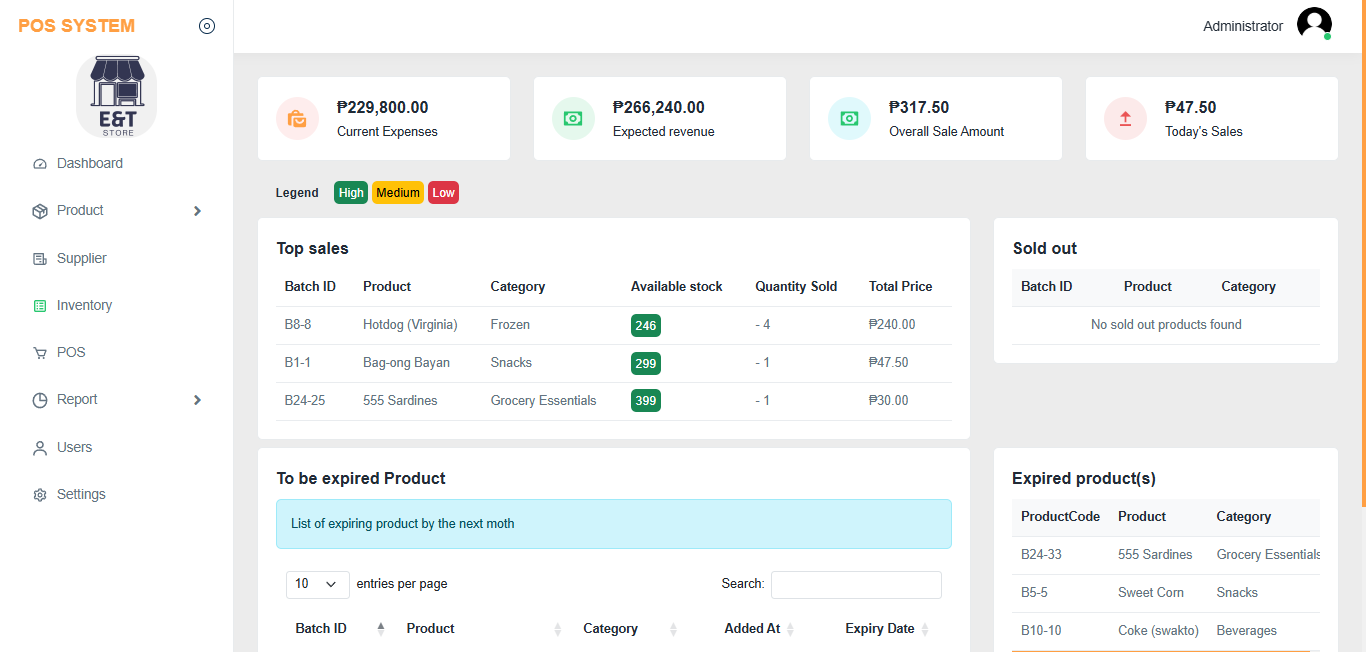 POS SYSTEM
Administrator
E&T
STORE
Dashboard
Product
Supplier
Inventory
POS
Report
Users
Settings
₱229,800.00
Current Expenses
₱266,240.00
Expected revenue
₱317.50
Overall Sale Amount
₱47.50
Today's Sales
Legend High Medium Low
Top sales
Batch ID Product Category Available stock Quantity Sold Total Price
B8-8 Hotdog (Virginia) Frozen 246 - 4 ₱240.00
B1-1 Bag-ong Bayan Snacks 299 - 1 ₱47.50
B24-25 555 Sardines Grocery Essentials 399 - 1 ₱30.00
Sold out
Batch ID Product Category
No sold out products found
To be expired Product
List of expiring product by the next moth
10 entries per page Search:
Batch ID Product Category Added At Expiry Date
Expired product(s)
ProductCode Product Category
B24-33 555 Sardines Grocery Essentials
B5-5 Sweet Corn Snacks
B10-10 Coke (swakto) Beverages